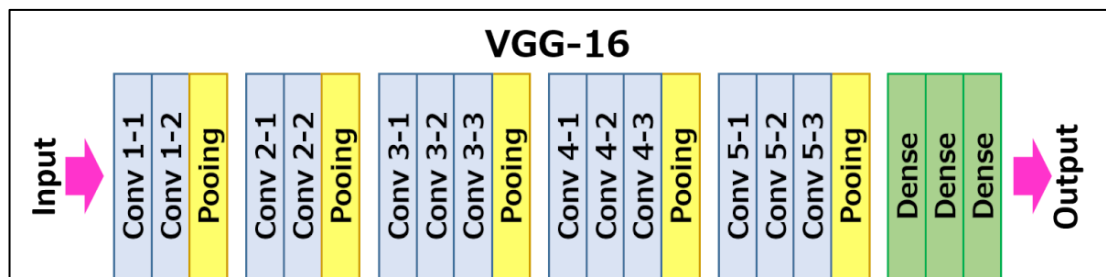 VGG-16
Input
Conv 1-1
Conv 1-2
Pooing
Conv 2-1
Conv 2-2
Pooing
Conv 3-1
Conv 3-2
Conv 3-3
Pooing
Conv 4-1
Conv 4-2
Conv 4-3
Pooing
Conv 5-1
Conv 5-2
Conv 5-3
Pooing
Dense
Dense
Dense
Output